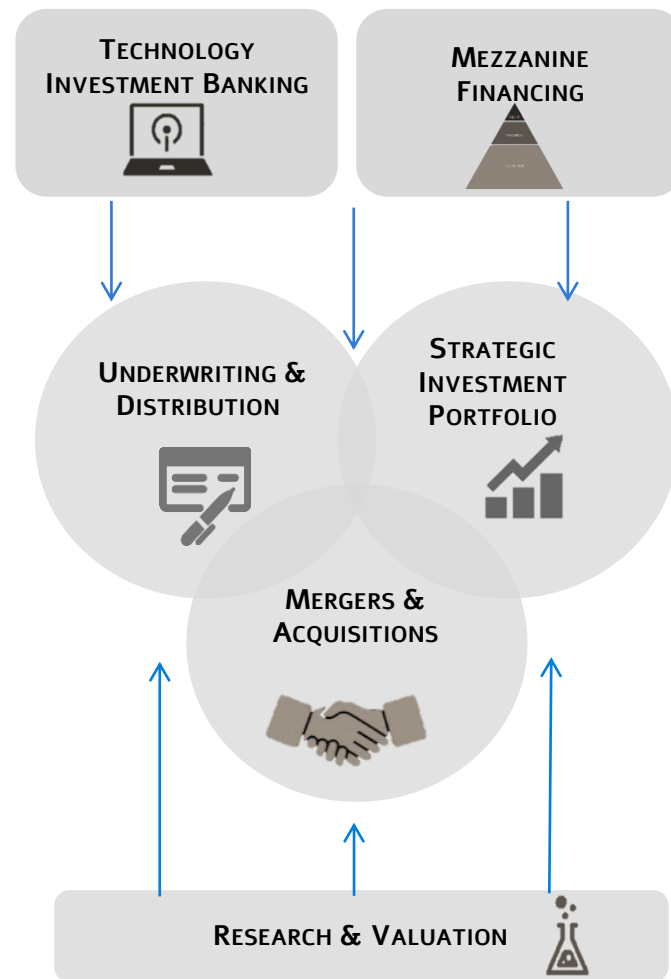 TECHNOLOGY
INVESTMENT BANKING
MEZZANINE
FINANCING
UNDERWRITING &
DISTRIBUTION
STRATEGIC
INVESTMENT
PORTFOLIO
MERGERS &
ACQUISITIONS
RESEARCH & VALUATION